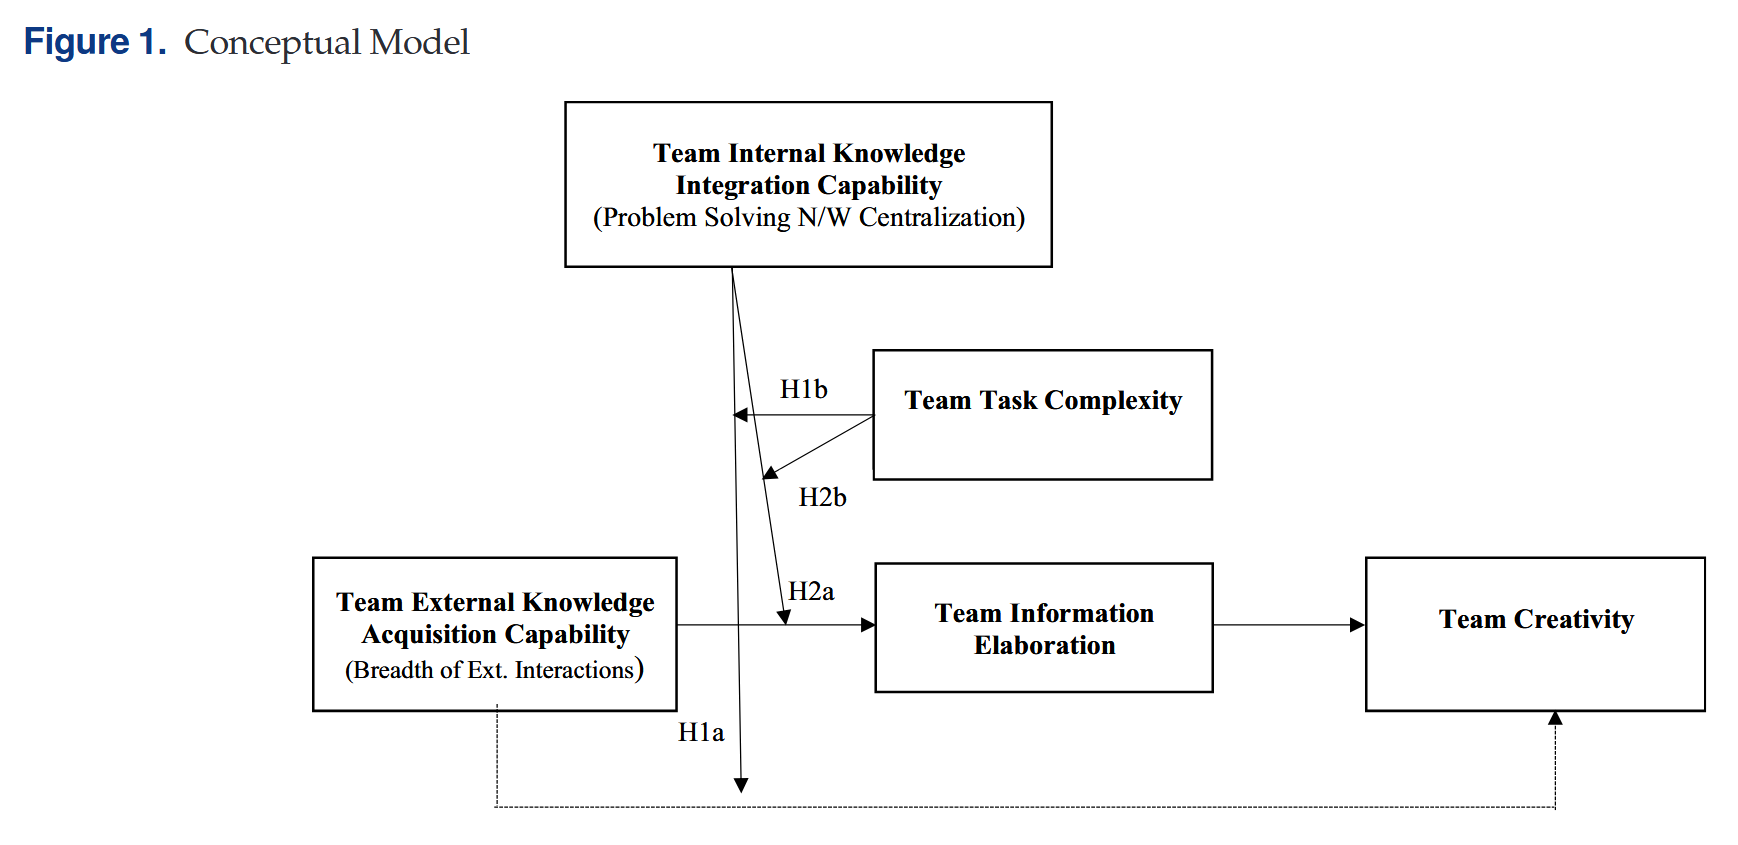 Figure 1. Conceptual Model
Team Internal Knowledge
Integration Capability
(Problem Solving N/W Centralization)
H1b
Team Task Complexity
H2b
H2a
Team External Knowledge
Acquisition Capability
(Breadth of Ext. Interactions)
Team Information
Elaboration
Team Creativity
H1a